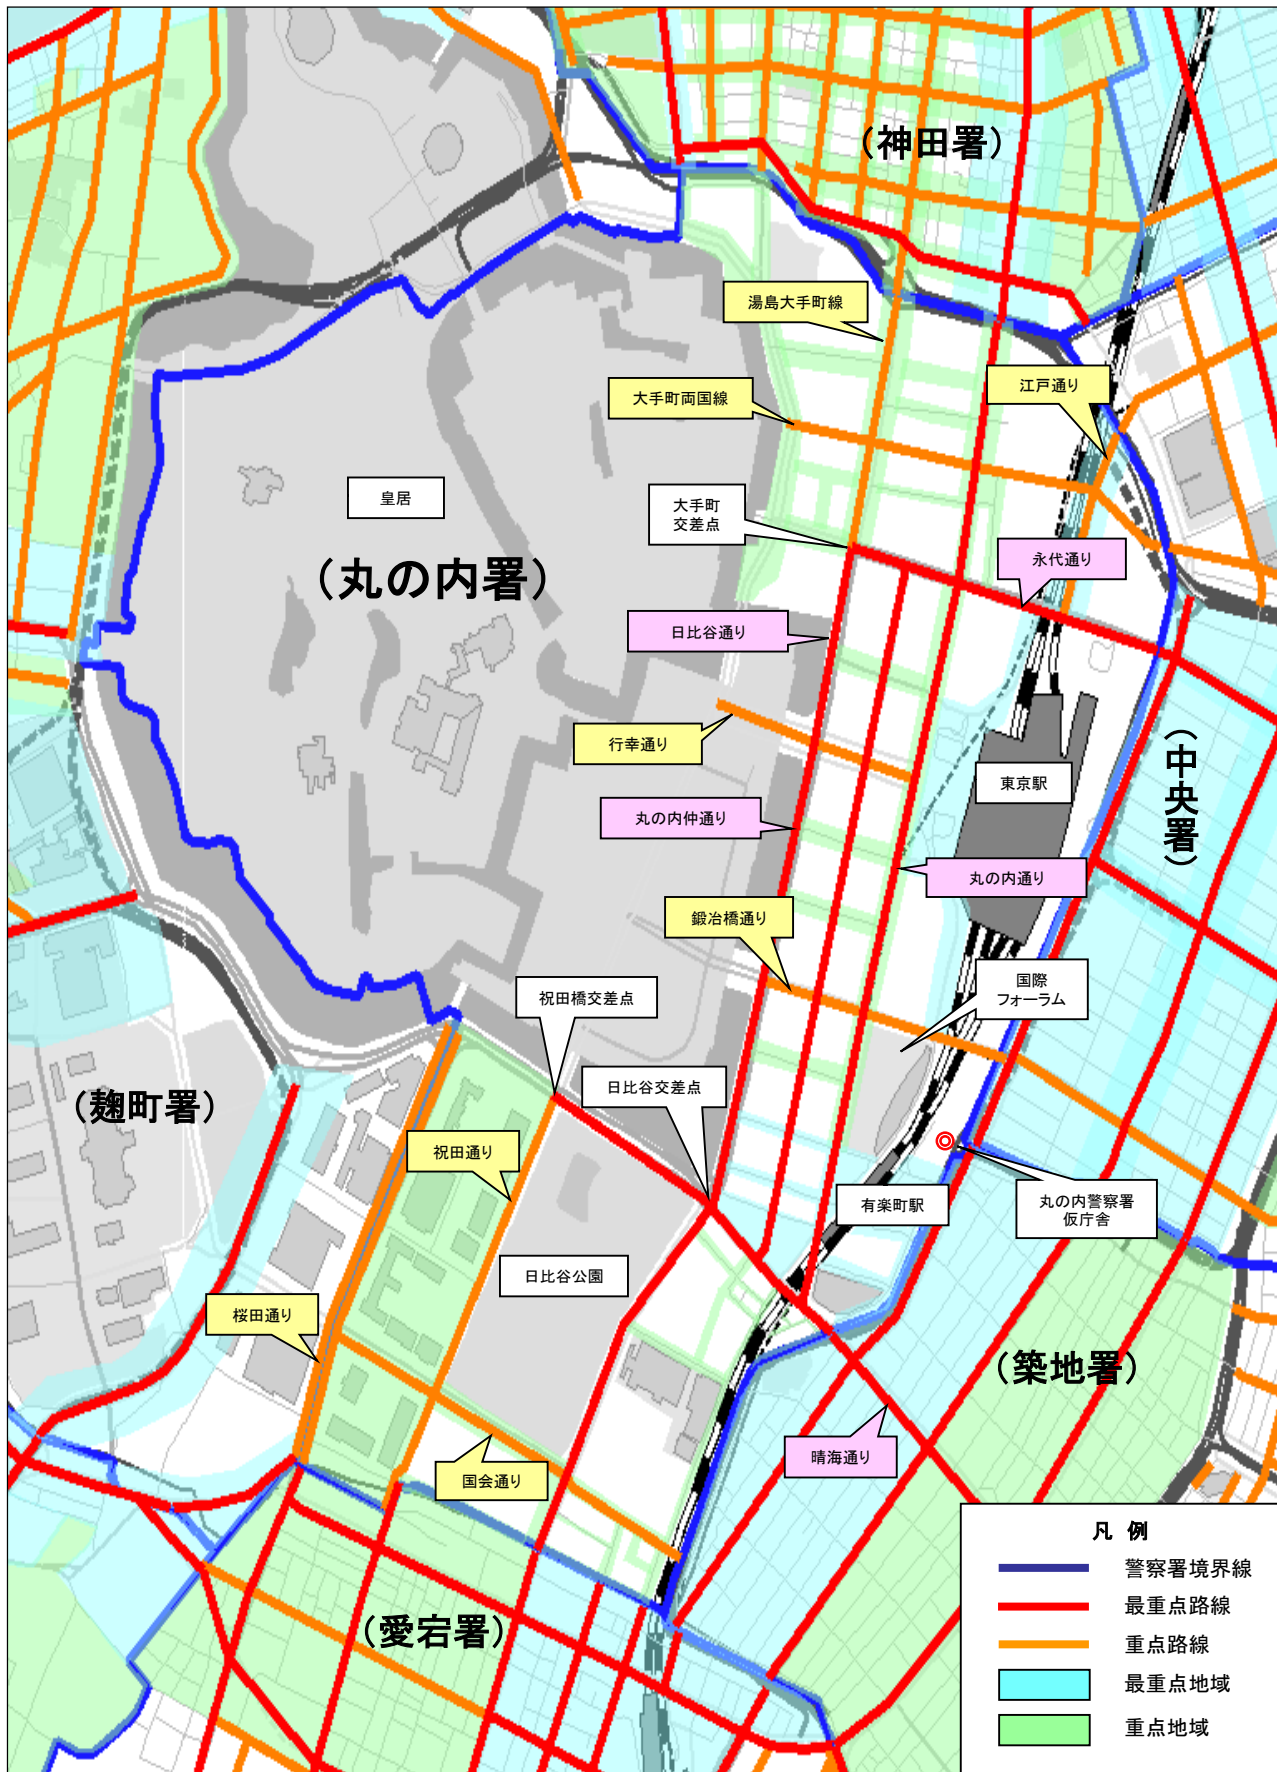 （神田署）
湯島大手町線
江戸通り
大手町両国線
皇居
大手町
交差点
（丸の内署）
永代通り
日比谷通り
行幸通り
（中央署）
東京駅
丸の内仲通り
丸の内通り
鍛冶橋通り
国際
フォーラム
祝田橋交差点
日比谷交差点
（麹町署）
祝田通り
有楽町駅
丸の内警察署
仮庁舎
日比谷公園
桜田通り
（築地署）
晴海通り
国会通り
（愛宕署）
凡 例
警察署境界線
最重点路線
重点路線
最重点地域
重点地域